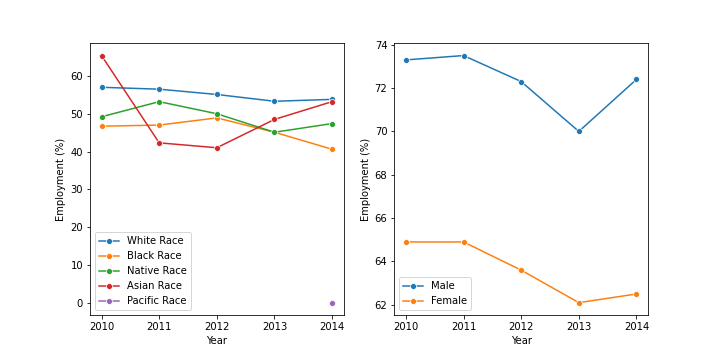 Employment (%)
60
50
40
30
20
10
0
White Race
Black Race
Native Race
Asian Race
Pacific Race
2010 2011 2012 2013 2014
Year
Employment (%)
74
72
70
68
66
64
62
Male
Female
2010 2011 2012 2013 2014
Year